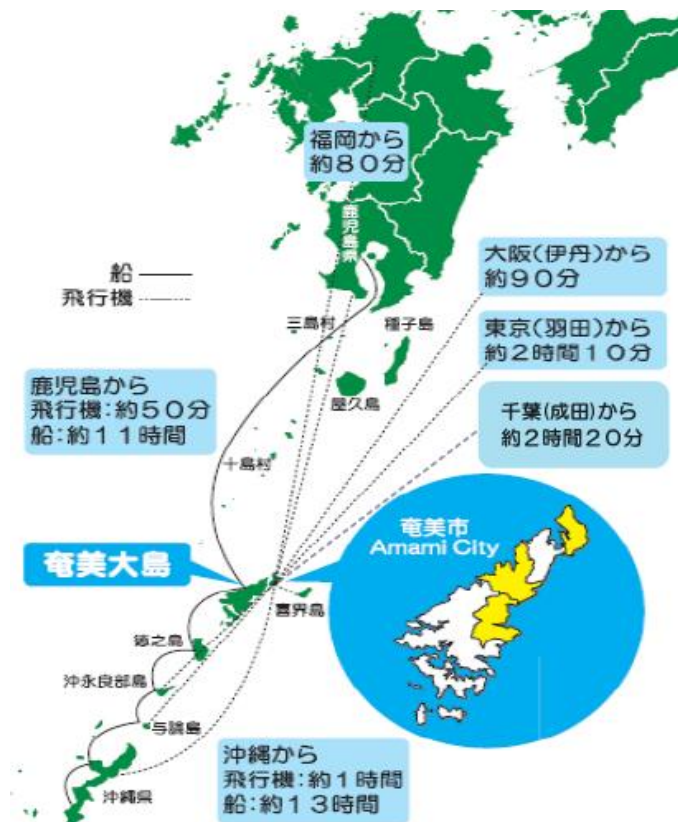 福岡から
約80分
鹿児島県
船
飛行機
大阪(伊丹)から
約90分
三島村
種子島
東京(羽田)から
約2時間10分
鹿児島から
飛行機:約50分
船:約11時間
屋久島
千葉(成田)から
約2時間20分
十島村
奄美市
Amami City
奄美大島
喜界島
徳之島
沖永良部島
与論島
沖縄から
飛行機:約1時間
船:約13時間
沖縄県